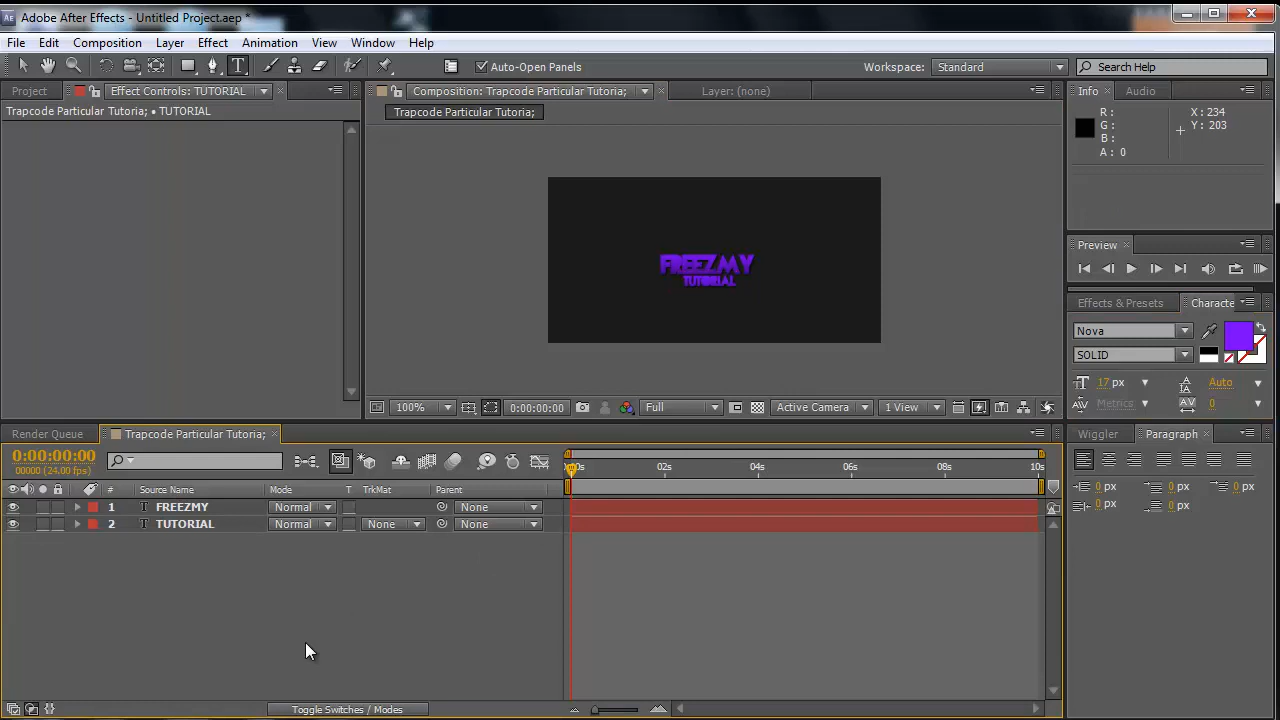 Adobe After Effects - Untitled Project.aep *
File Edit Composition Layer Effect Animation View Window Help
Auto-Open Panels
Workspace: Standard
Search Help
Project
Effect Controls: TUTORIAL
Composition: Trapcode Particular Tutoria;
Layer: (none)
Info
Audio
Trapcode Particular Tutoria; • TUTORIAL
Trapcode Particular Tutoria;
R:
G:
B:
A: 0
X: 234
Y: 203
FREEZMY
TUTORIAL
Preview
Effects & Presets
Characte
Nova
SOLID
17 px
Auto
Metrics
0
100%
0:00:00:00
Full
Active Camera
1 View
Render Queue
Trapcode Particular Tutoria;
Wiggler
Paragraph
0:00:00:00
00000 (24.00 fps)
00s 02s 04s 06s 08s 10s
# Source Name Mode T TrkMat Parent
1 T FREEZMY Normal None
2 T TUTORIAL Normal None None
0 px 0 px 0 px
0 px 0 px
Toggle Switches / Modes